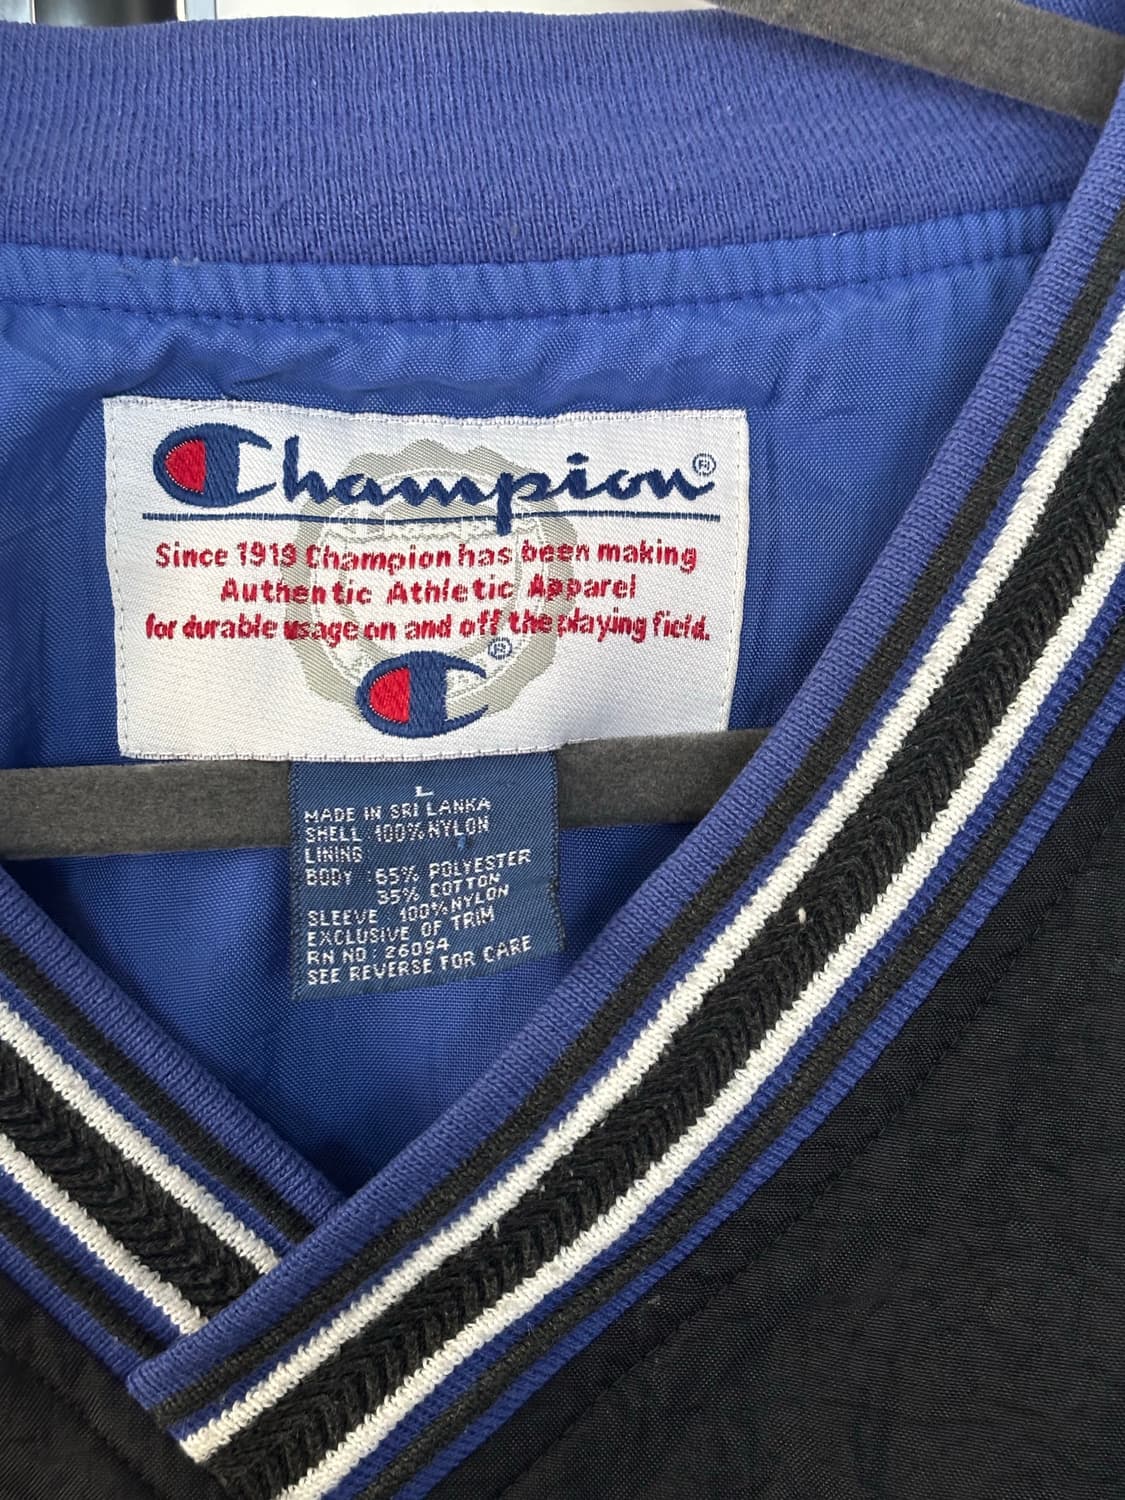 Champion®
Since 1919 Champion has been making
Authentic Athletic Apparel
for durable usage on and off the playing field.
®
L
MADE IN SRI LANKA
SHELL 100% NYLON
LINING
BODY : 65% POLYESTER
35% COTTON
SLEEVE : 100% NYLON
EXCLUSIVE OF TRIM
RN NO : 26094
SEE REVERSE FOR CARE